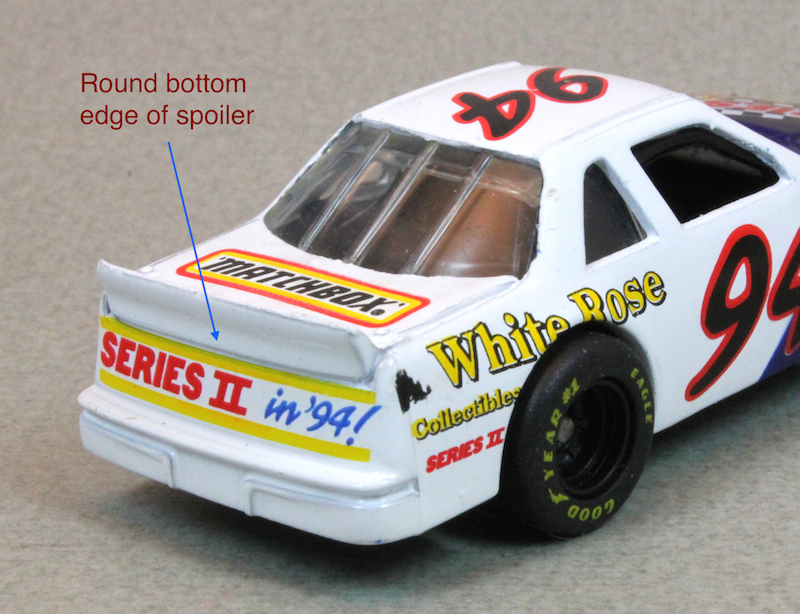 Round bottom
edge of spoiler
94
MATCHBOX
White Rose
Collectibles
SERIES II
SERIES II in '94!
GOOD YEAR #1 EAGLE